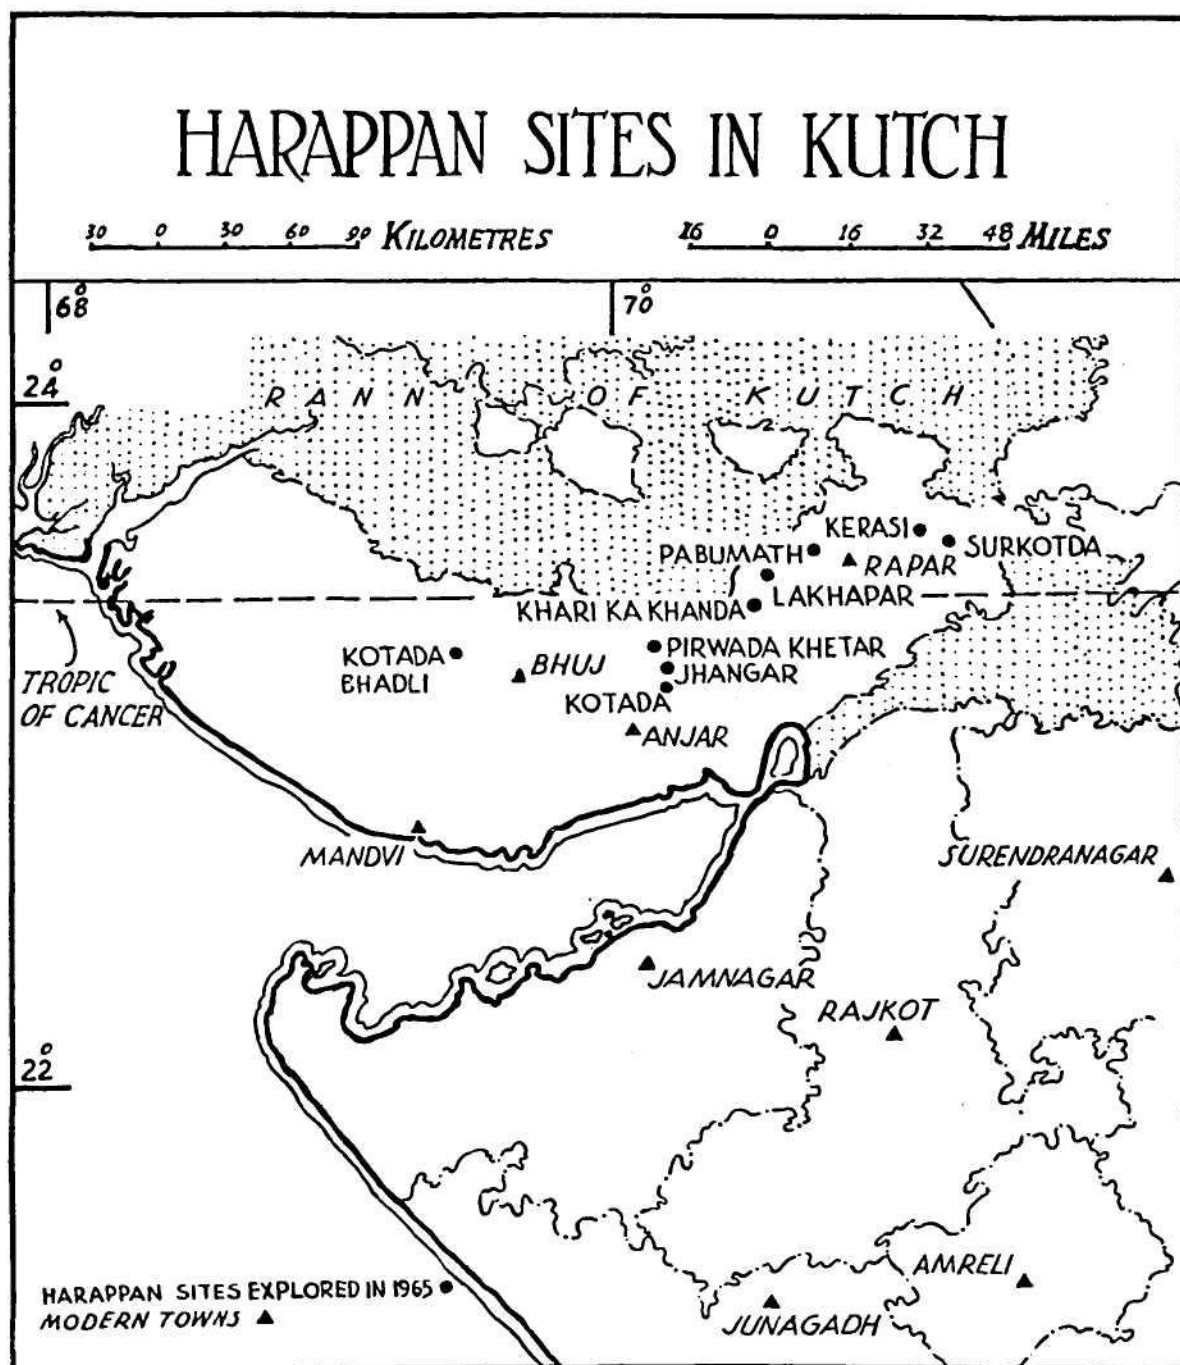 HARAPPAN SITES IN KUTCH
30 0 30 60 90 KILOMETRES
16 0 16 32 48 MILES
68°
70°
24°
RANN OF KUTCH
KERASI
SURKOTDA
PABUMATH
RAPAR
LAKHAPAR
KHARI KA KHANDA
KOTADA
BHADLI
BHUJ
PIRWADA KHETAR
JHANGAR
KOTADA
ANJAR
TROPIC
OF CANCER
MANDVI
SURENDRANAGAR
JAMNAGAR
RAJKOT
22°
AMRELI
JUNAGADH
HARAPPAN SITES EXPLORED IN 1965
MODERN TOWNS